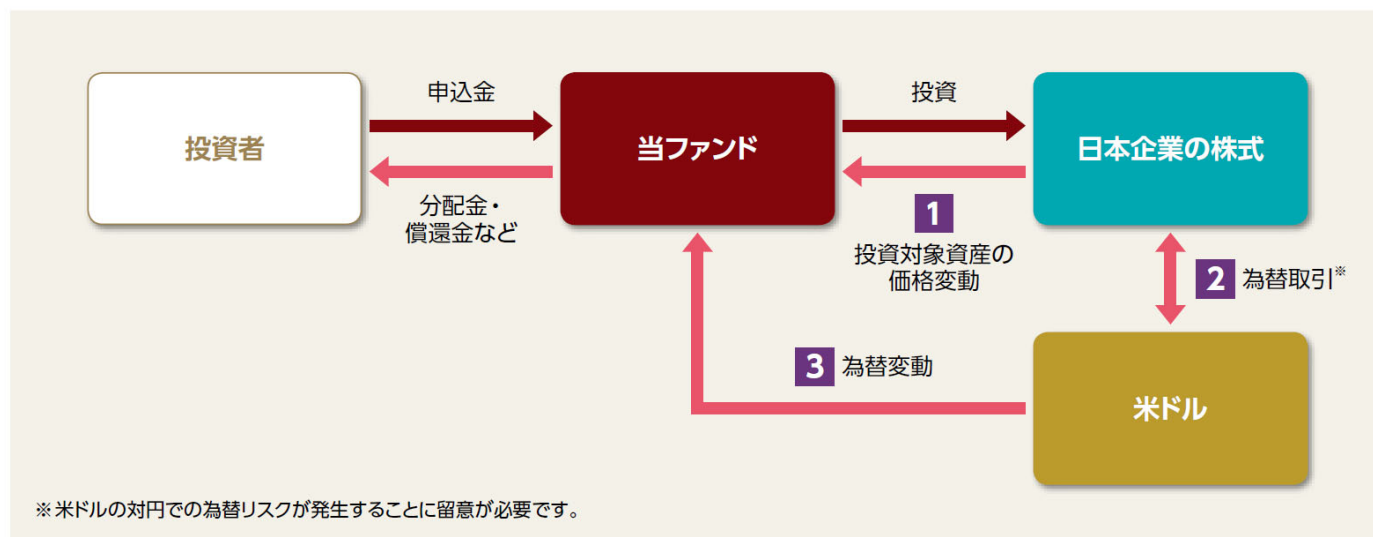 申込金
投資
投資者
当ファンド
日本企業の株式
分配金・
償還金など
1
投資対象資産の
価格変動
2 為替取引※
3 為替変動
米ドル
※米ドルの対円での為替リスクが発生することに留意が必要です。